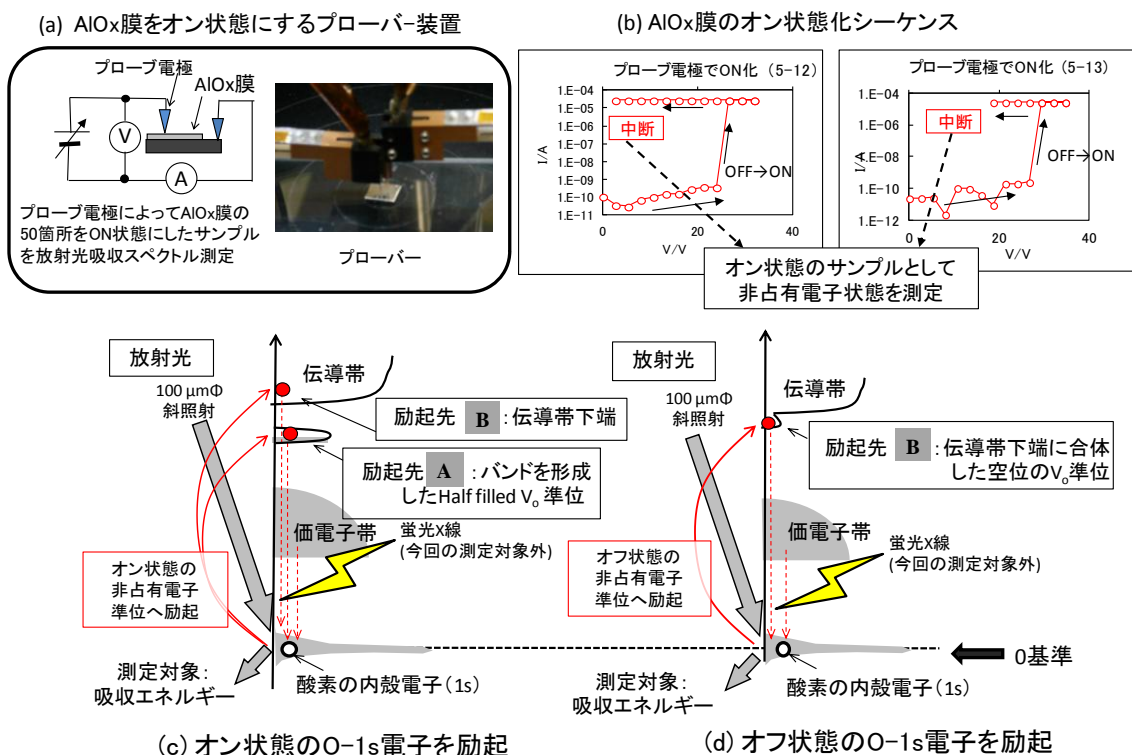 (a) AlOx膜をオン状態にするプローバー装置
プローブ電極
AlOx膜
V
A
プローブ電極によってAlOx膜の
50箇所をON状態にしたサンプル
を放射光吸収スペクトル測定
プローバー
(b) AlOx膜のオン状態化シーケンス
プローブ電極でON化（5-12）
I/A
1.E-04
1.E-05
1.E-06
1.E-07
1.E-08
1.E-09
1.E-10
1.E-11
中断
OFF→ON
0
20
40
V/V
プローブ電極でON化（5-13）
I/A
1.E-04
1.E-06
1.E-08
1.E-10
1.E-12
中断
OFF→ON
0
20
40
V/V
オン状態のサンプルとして
非占有電子状態を測定
放射光
100 μmΦ
斜照射
伝導帯
励起先 B ：伝導帯下端
励起先 A ：バンドを形成
したHalf filled Vo 準位
価電子帯
蛍光X線
(今回の測定対象外)
オン状態の
非占有電子
準位へ励起
測定対象：
吸収エネルギー
酸素の内殻電子（1s）
(c) オン状態のO-1s電子を励起
放射光
100 μmΦ
斜照射
伝導帯
励起先 B ：伝導帯下端に合体
した空位のVo準位
価電子帯
蛍光X線
(今回の測定対象外)
オフ状態の
非占有電子
準位へ励起
0基準
測定対象：
吸収エネルギー
酸素の内殻電子（1s）
(d) オフ状態のO-1s電子を励起